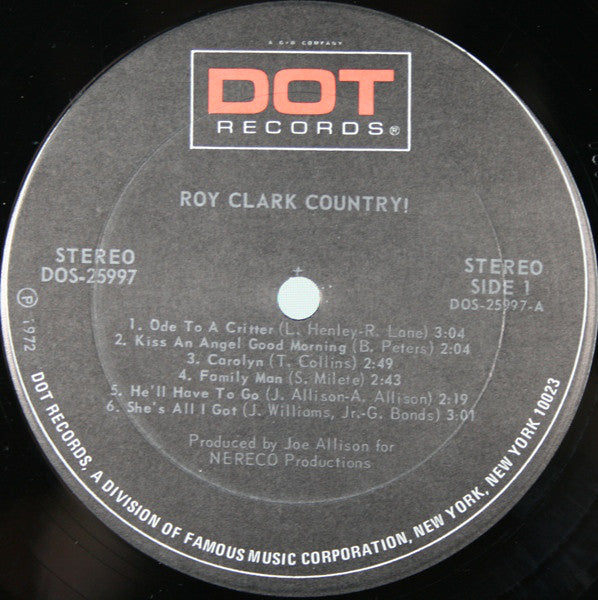 A G+W COMPANY
DOT
RECORDS®
ROY CLARK COUNTRY!
STEREO
DOS-25997
STEREO
SIDE 1
DOS-25997-A
℗ 1972
1. Ode To A Critter (L. Henley-R. Lane) 3:04
2. Kiss An Angel Good Morning (B. Peters) 2:04
3. Carolyn (T. Collins) 2:49
4. Family Man (S. Milete) 2:43
5. He'll Have To Go (J. Allison-A. Allison) 2:19
6. She's All I Got (J. Williams, Jr.-G. Bonds) 3:01
Produced by Joe Allison for
NERECO Productions
DOT RECORDS, A DIVISION OF FAMOUS MUSIC CORPORATION, NEW YORK, NEW YORK 10023